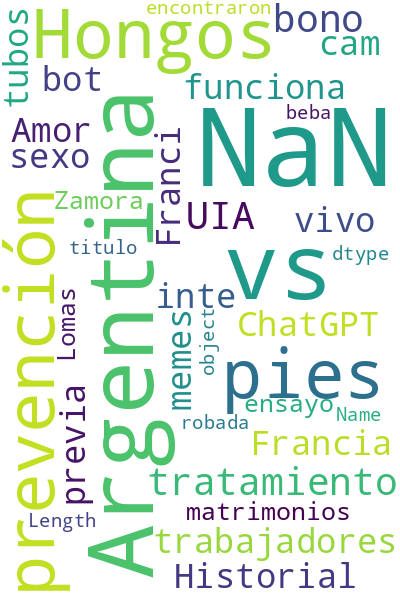 encontraron
Hongos
bono
cam
tubos
bot
funciona
NaN
beba
Amor
sexo
Franci
Argentina
prevención
Zamora
UIA
vivo
titulo
vs
dtype
Lomas
inte
memes
object
ChatGPT
pies
previa
ensayo
Name
robada
Francia
tratamiento
Length
matrimonios
trabajadores
Historial